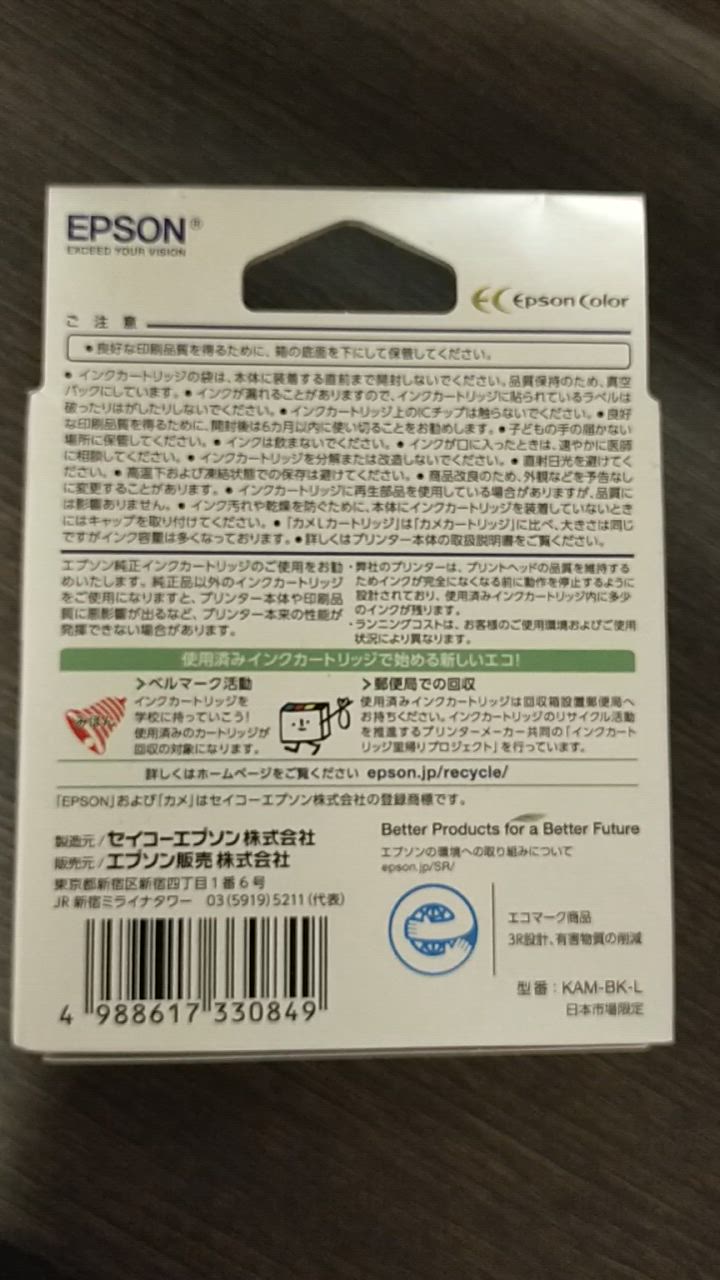 EPSON®
EXCEED YOUR VISION
Epson Color
ご注意
●良好な印刷品質を得るために、箱の底面を下にして保管してください。
●インクカートリッジの袋は、本体に装着する直前まで開封しないでください。品質保持のため、真空
パックにしています。●インクが漏れることがありますので、インクカートリッジに貼られているラベルは
破ったりはがしたりしないでください。●インクカートリッジ上のICチップは触らないでください。●良好
な印刷品質を得るために、開封後は6カ月以内に使い切ることをお勧めします。●子どもの手の届かない
場所に保管してください。●インクは飲まないでください。●インクが口に入ったときは、速やかに医師
に相談してください。●インクカートリッジを分解または改造しないでください。●直射日光を避けてく
ださい。●高温下および凍結状態での保存は避けてください。●商品改良のため、外観などを予告なし
に変更することがあります。●インクカートリッジに再生部品を使用している場合がありますが、品質に
は影響ありません。●インク汚れや乾燥を防ぐために、本体にインクカートリッジを装着していないとき
にはキャップを取り付けてください。●「カメLカートリッジ」は「カメカートリッジ」に比べ、大きさは同じ
ですがインク容量は多くなっております。●詳しくはプリンター本体の取扱説明書をご覧ください。
エプソン純正インクカートリッジのご使用をお勧
めいたします。純正品以外のインクカートリッジ
をご使用になりますと、プリンター本体や印刷品
質に悪影響が出るなど、プリンター本来の性能が
発揮できない場合があります。
・弊社のプリンターは、プリントヘッドの品質を維持する
ためインクが完全になくなる前に動作を停止するように
設計されており、使用済みインクカートリッジ内に多少
のインクが残ります。
・ランニングコストは、お客様のご使用環境およびご使用
状況により異なります。
使用済みインクカートリッジで始める新しいエコ!
>ベルマーク活動
みほん
インクカートリッジを
学校に持っていこう!
使用済みのカートリッジが
回収の対象になります。
>郵便局での回収
使用済みインクカートリッジは回収箱設置郵便局へ
お持ちください。インクカートリッジのリサイクル活動
を推進するプリンターメーカー共同の「インクカート
リッジ里帰りプロジェクト」を行っています。
詳しくはホームページをご覧ください epson.jp/recycle/
「EPSON」および「カメ」はセイコーエプソン株式会社の登録商標です。
製造元/セイコーエプソン株式会社
販売元/エプソン販売株式会社
東京都新宿区新宿四丁目1番6号
JR新宿ミライナタワー 03(5919)5211(代表)
4 988617 330849
Better Products for a Better Future
エプソンの環境への取り組みについて
epson.jp/SR/
エコマーク商品
3R設計、有害物質の削減
型番:KAM-BK-L
日本市場限定